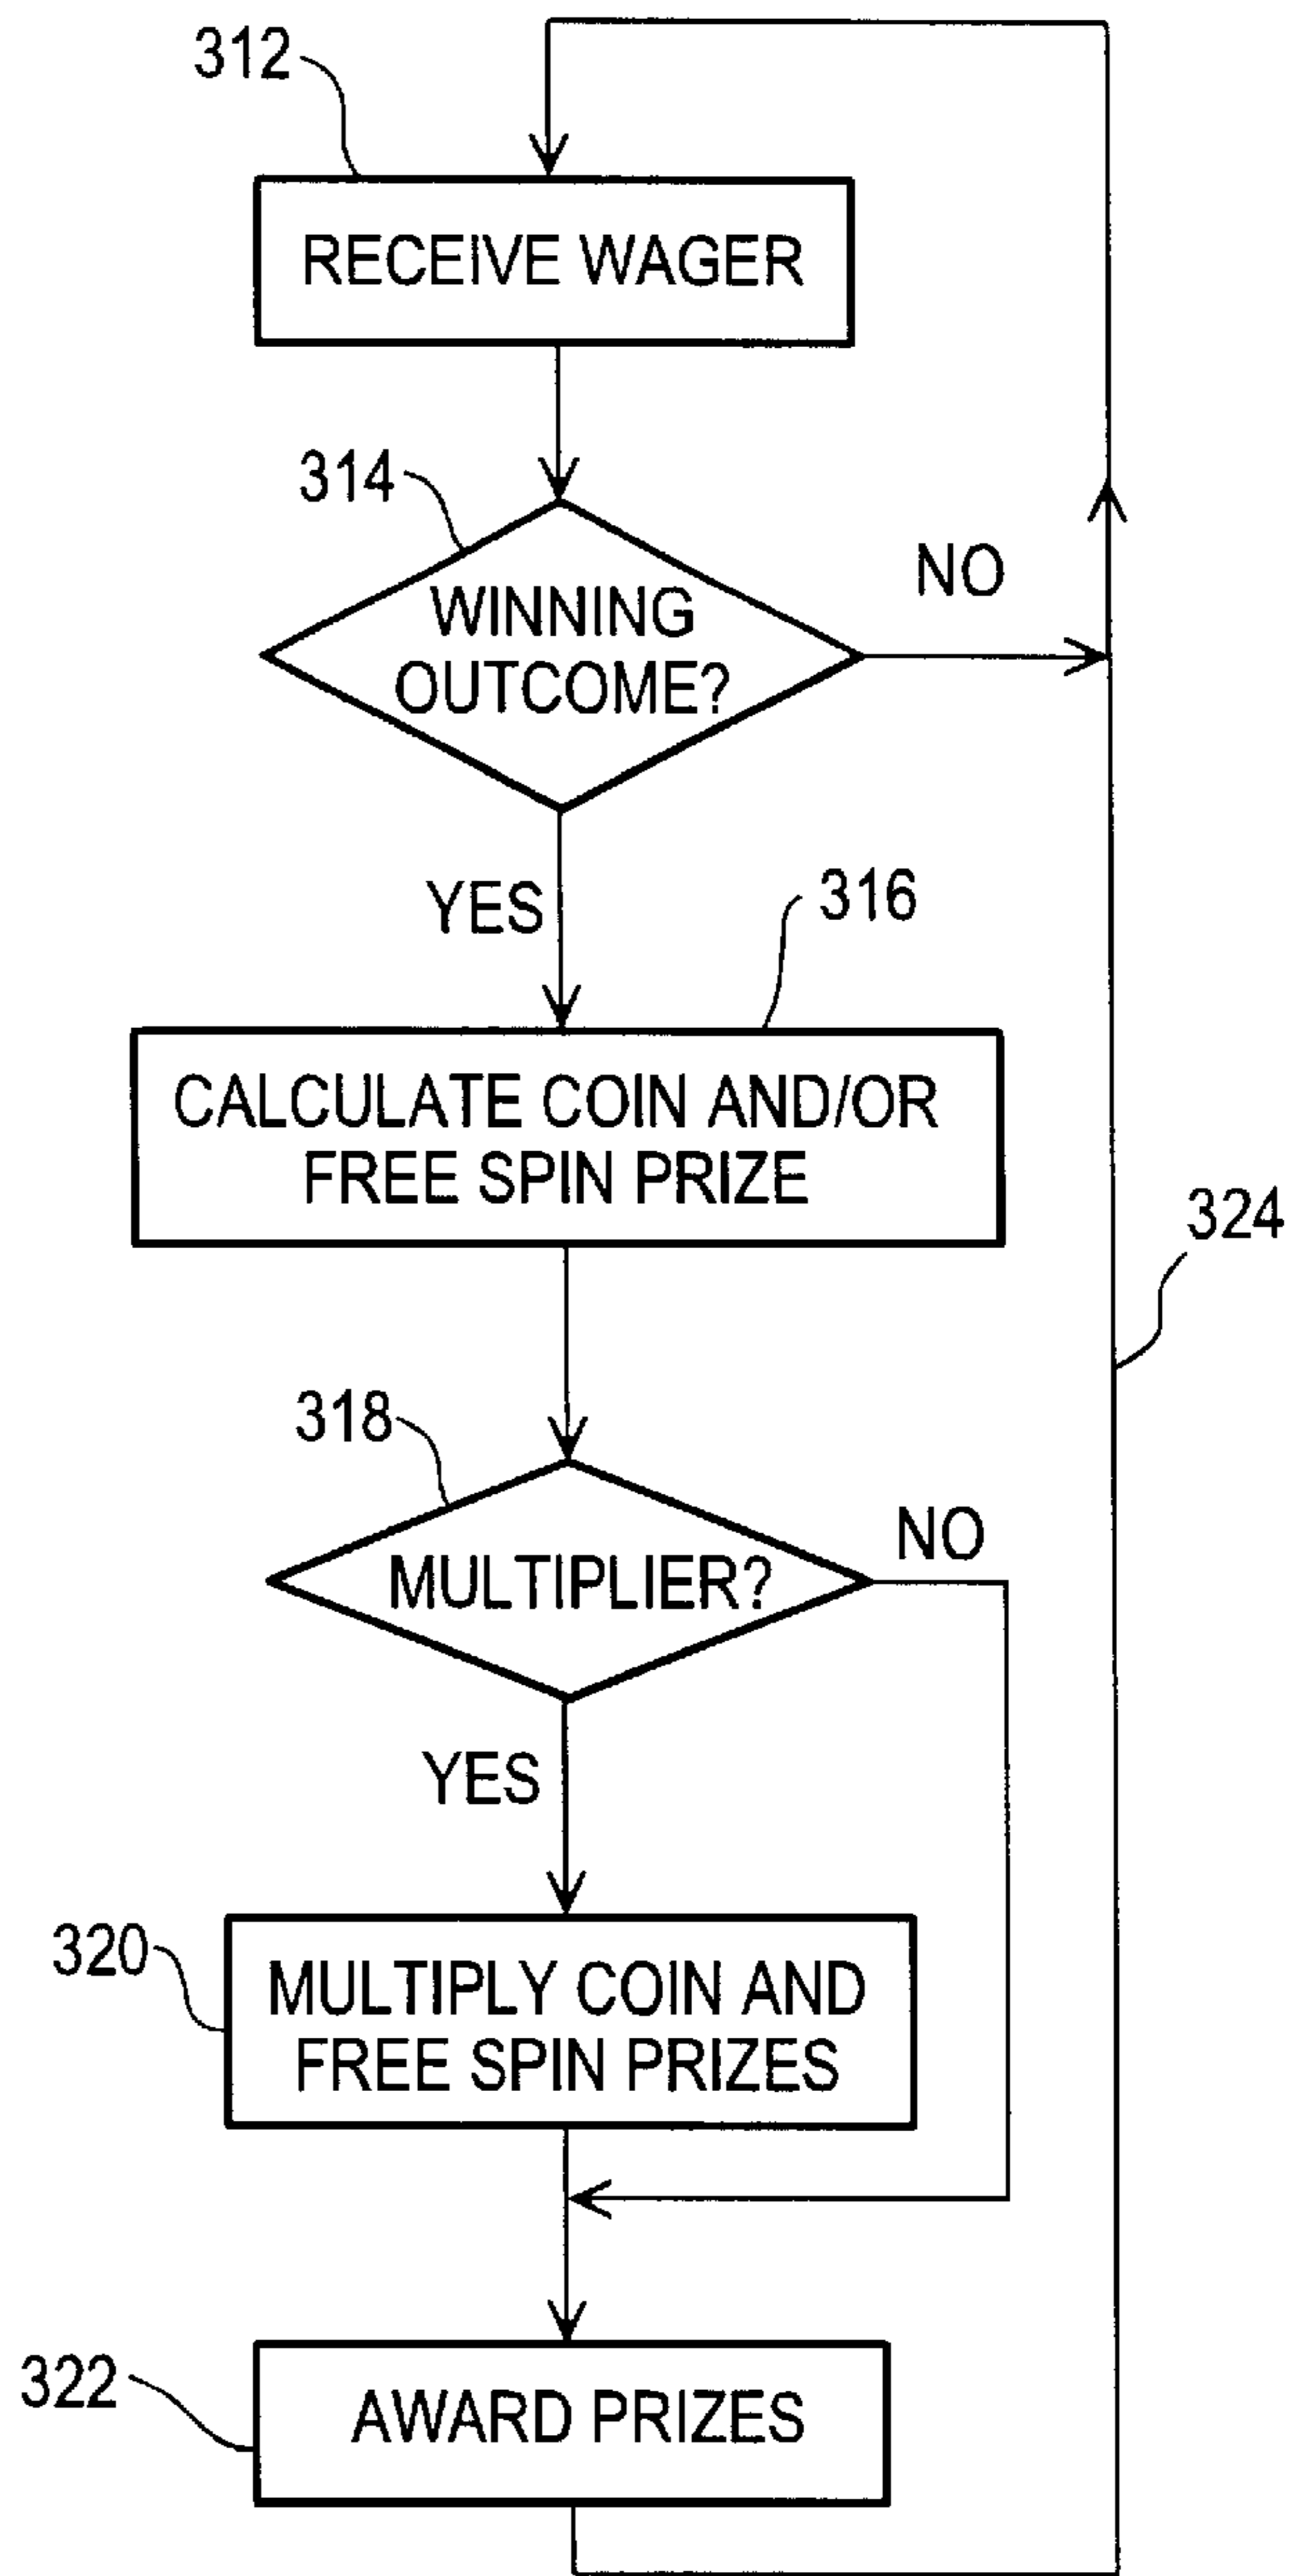 312
RECEIVE WAGER
314
NO
WINNING
OUTCOME?
YES
316
CALCULATE COIN AND/OR
FREE SPIN PRIZE
324
318
NO
MULTIPLIER?
YES
320
MULTIPLY COIN AND
FREE SPIN PRIZES
322
AWARD PRIZES